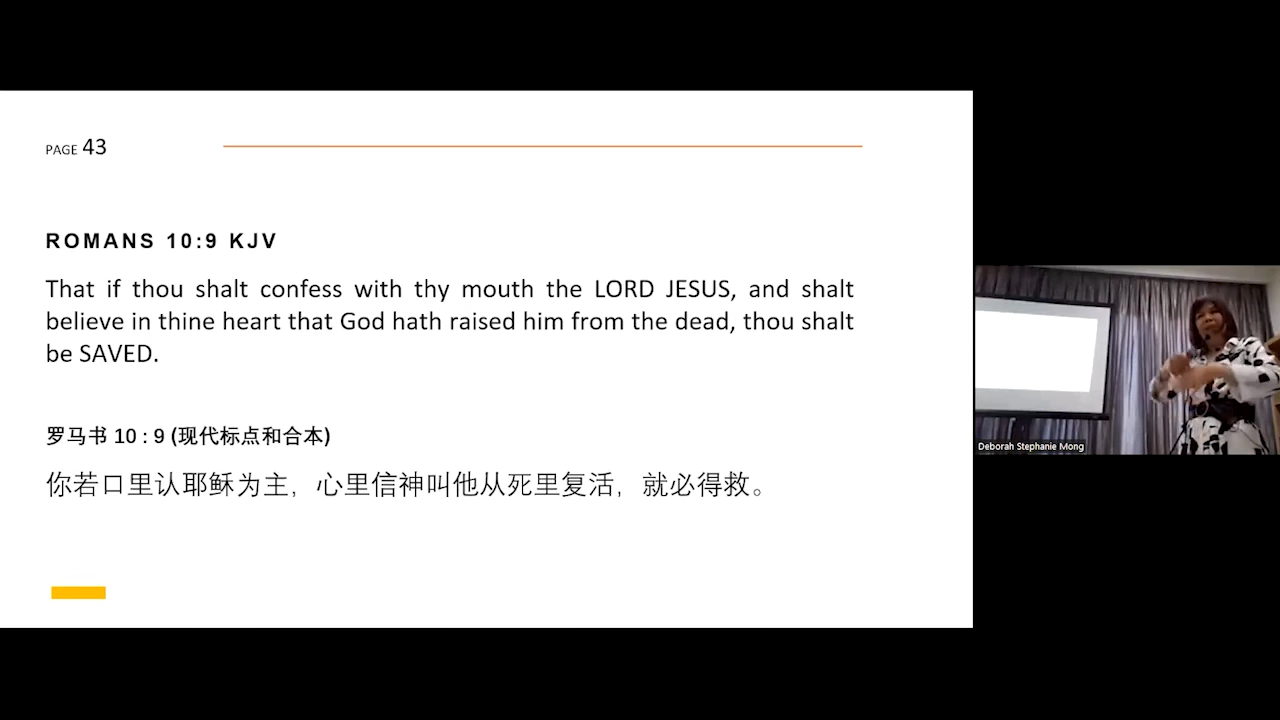 PAGE 43
ROMANS 10:9 KJV
That if thou shalt confess with thy mouth the LORD JESUS, and shalt
believe in thine heart that God hath raised him from the dead, thou shalt
be SAVED.
罗马书 10 : 9 (现代标点和合本)
你若口里认耶稣为主，心里信神叫他从死里复活，就必得救。
Deborah Stephanie Mong